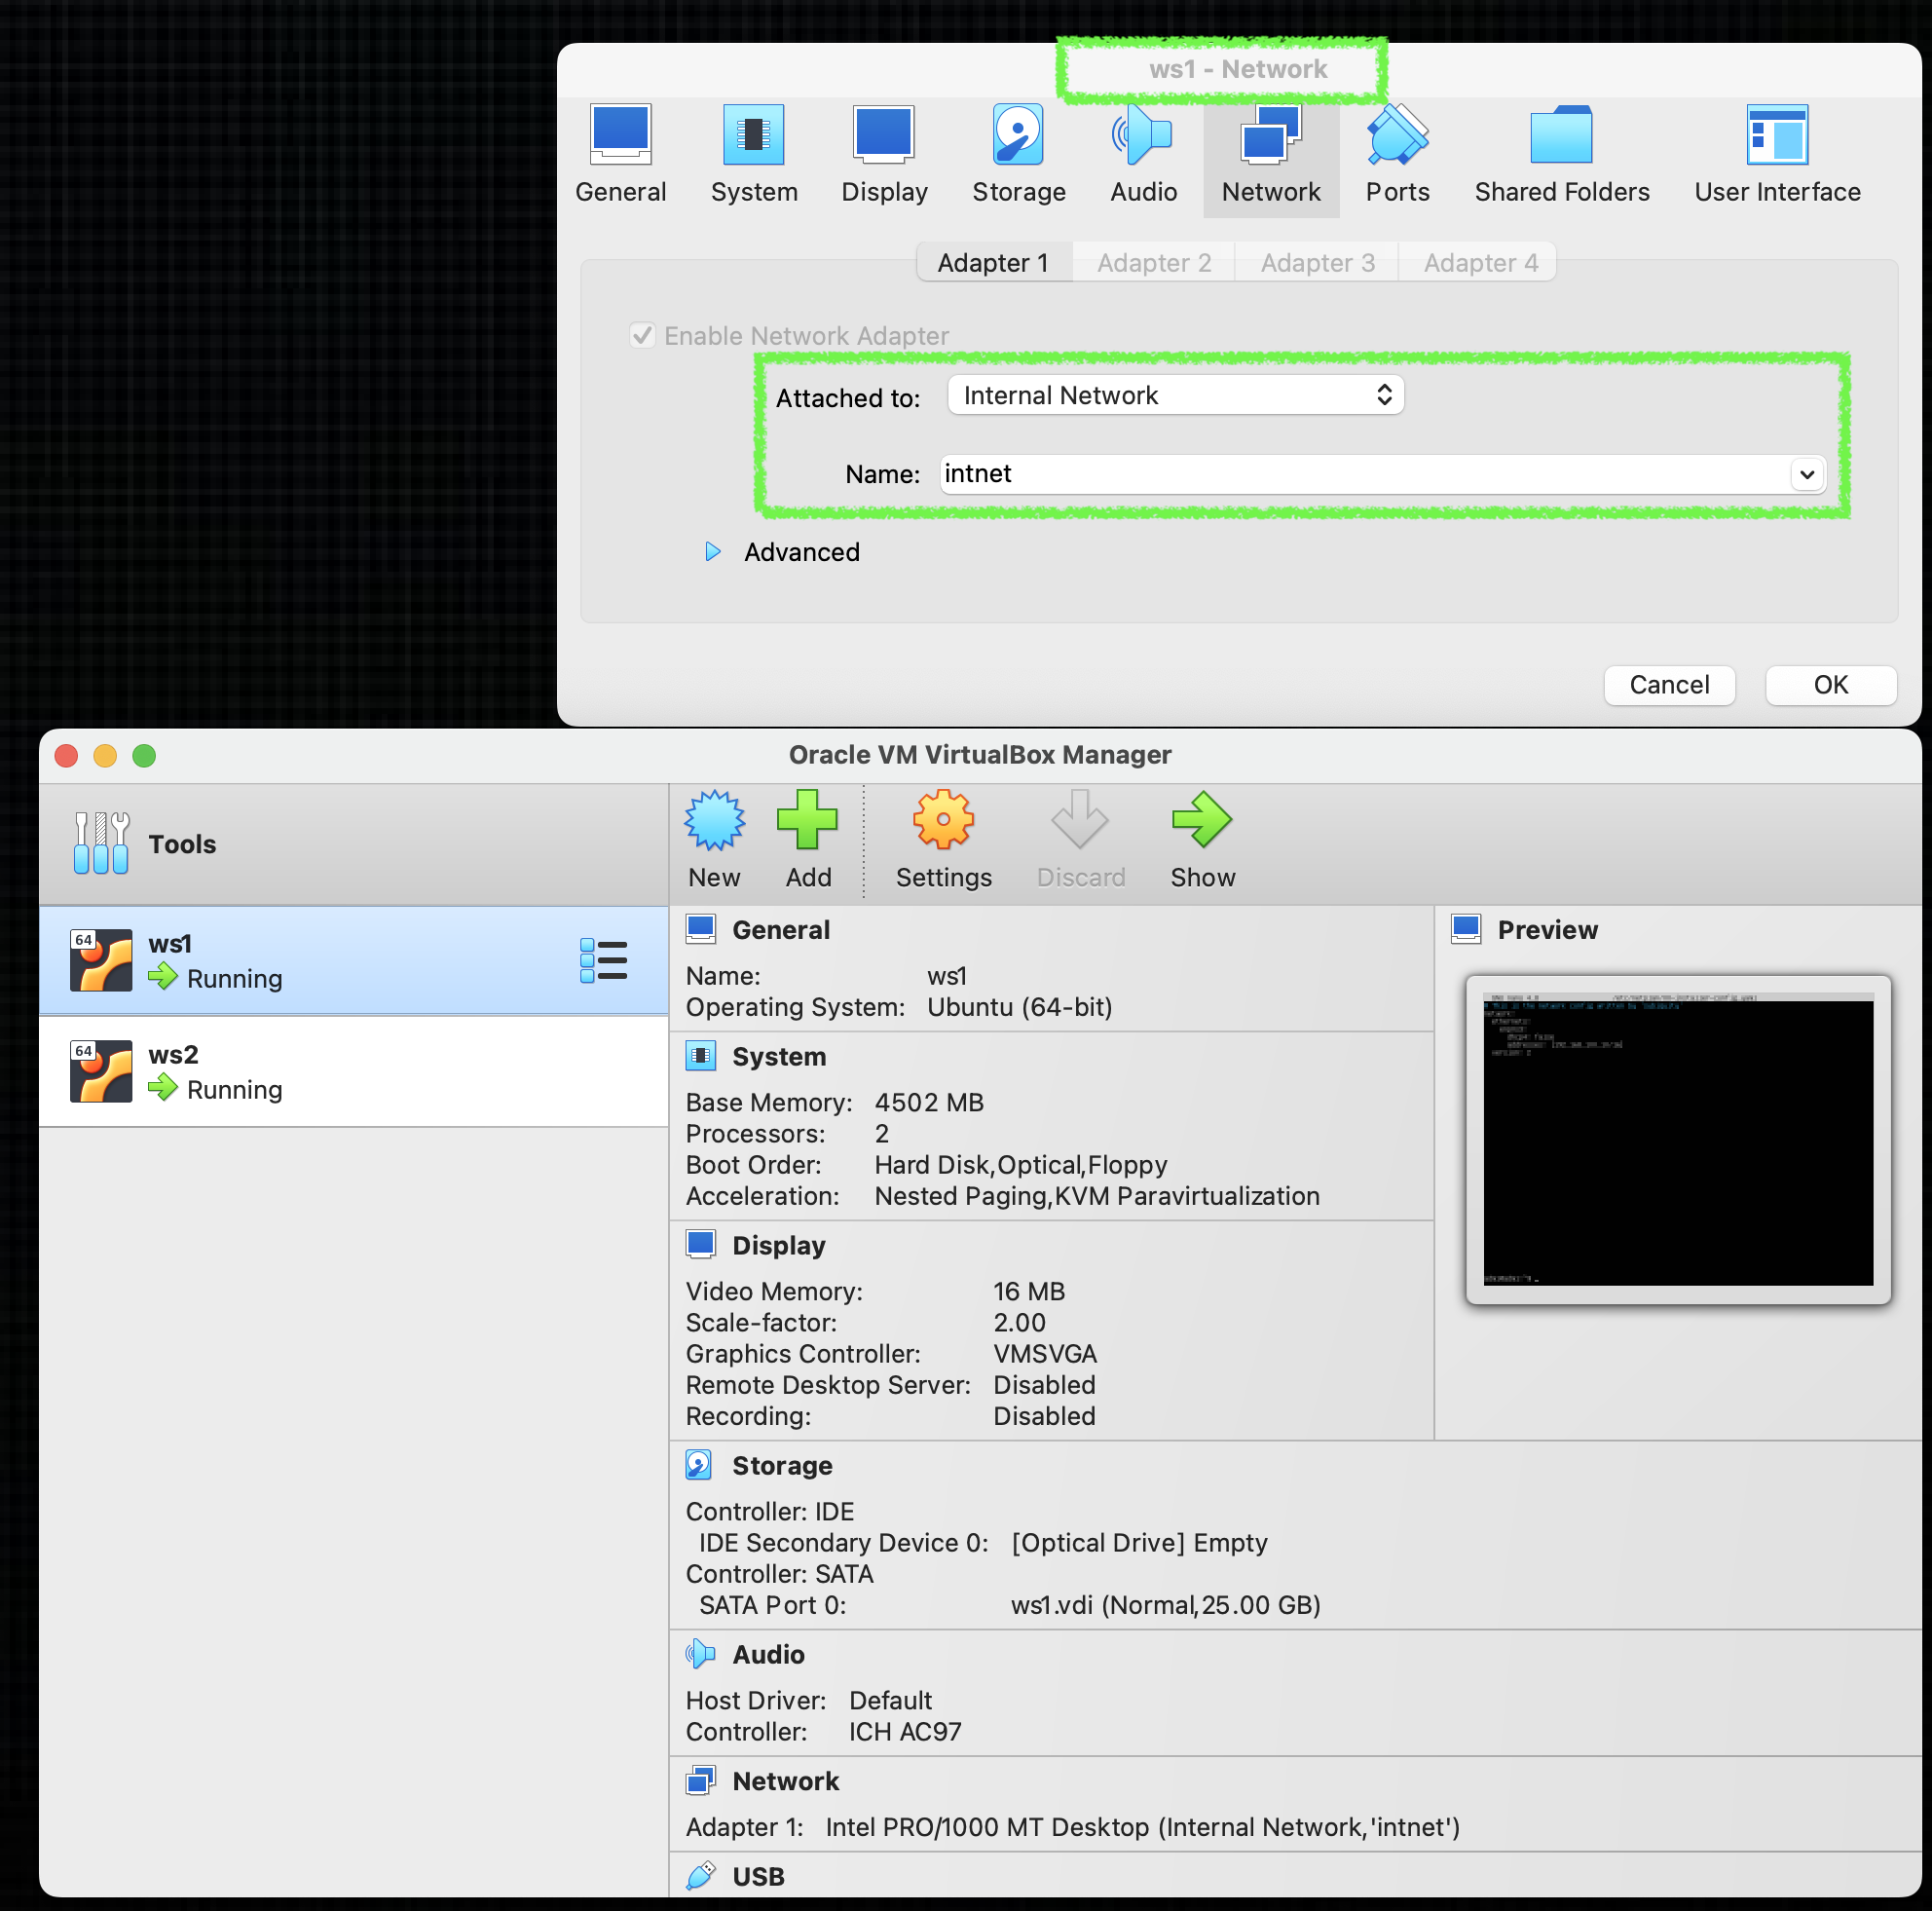 ws1 - Network
General System Display Storage Audio Network Ports Shared Folders User Interface
Adapter 1 Adapter 2 Adapter 3 Adapter 4
Enable Network Adapter
Attached to: Internal Network
Name: intnet
Advanced
Cancel OK
Oracle VM VirtualBox Manager
Tools
New Add Settings Discard Show
64 ws1
Running
64 ws2
Running
General
Name: ws1
Operating System: Ubuntu (64-bit)
Preview
System
Base Memory: 4502 MB
Processors: 2
Boot Order: Hard Disk,Optical,Floppy
Acceleration: Nested Paging,KVM Paravirtualization
Display
Video Memory: 16 MB
Scale-factor: 2.00
Graphics Controller: VMSVGA
Remote Desktop Server: Disabled
Recording: Disabled
Storage
Controller: IDE
IDE Secondary Device 0: [Optical Drive] Empty
Controller: SATA
SATA Port 0: ws1.vdi (Normal,25.00 GB)
Audio
Host Driver: Default
Controller: ICH AC97
Network
Adapter 1: Intel PRO/1000 MT Desktop (Internal Network,'intnet')
USB